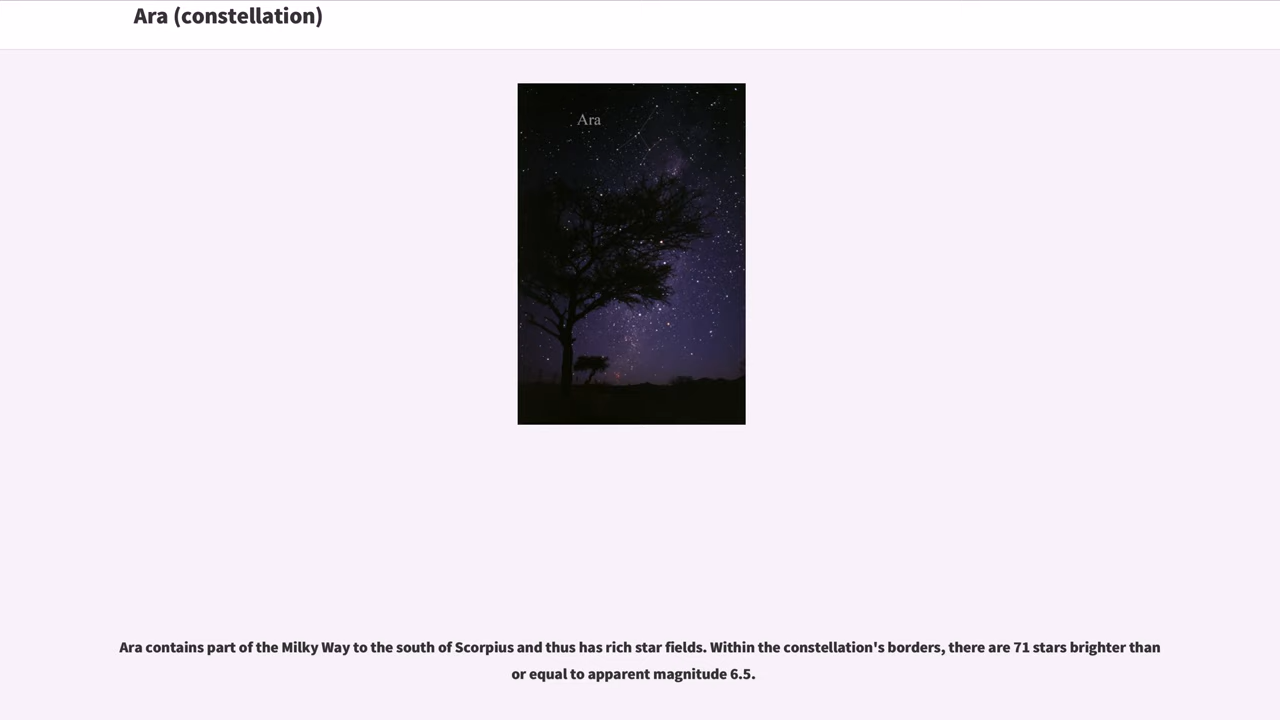 Ara (constellation)
Ara
Ara contains part of the Milky Way to the south of Scorpius and thus has rich star fields. Within the constellation's borders, there are 71 stars brighter than
or equal to apparent magnitude 6.5.